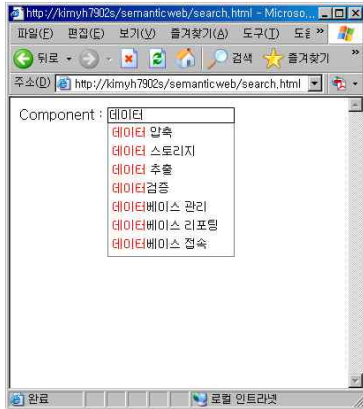 http://kimyh7902s/semanticweb/search.html - Microso...
파일(F) 편집(E) 보기(V) 즐겨찾기(A) 도구(T) 도움 »
뒤로 검색 즐겨찾기 »
주소(D) http://kimyh7902s/semanticweb/search.html
Component : 데이터
데이터 압축
데이터 스토리지
데이터 추출
데이터검증
데이터베이스 관리
데이터베이스 리포팅
데이터베이스 접속
완료 로컬 인트라넷